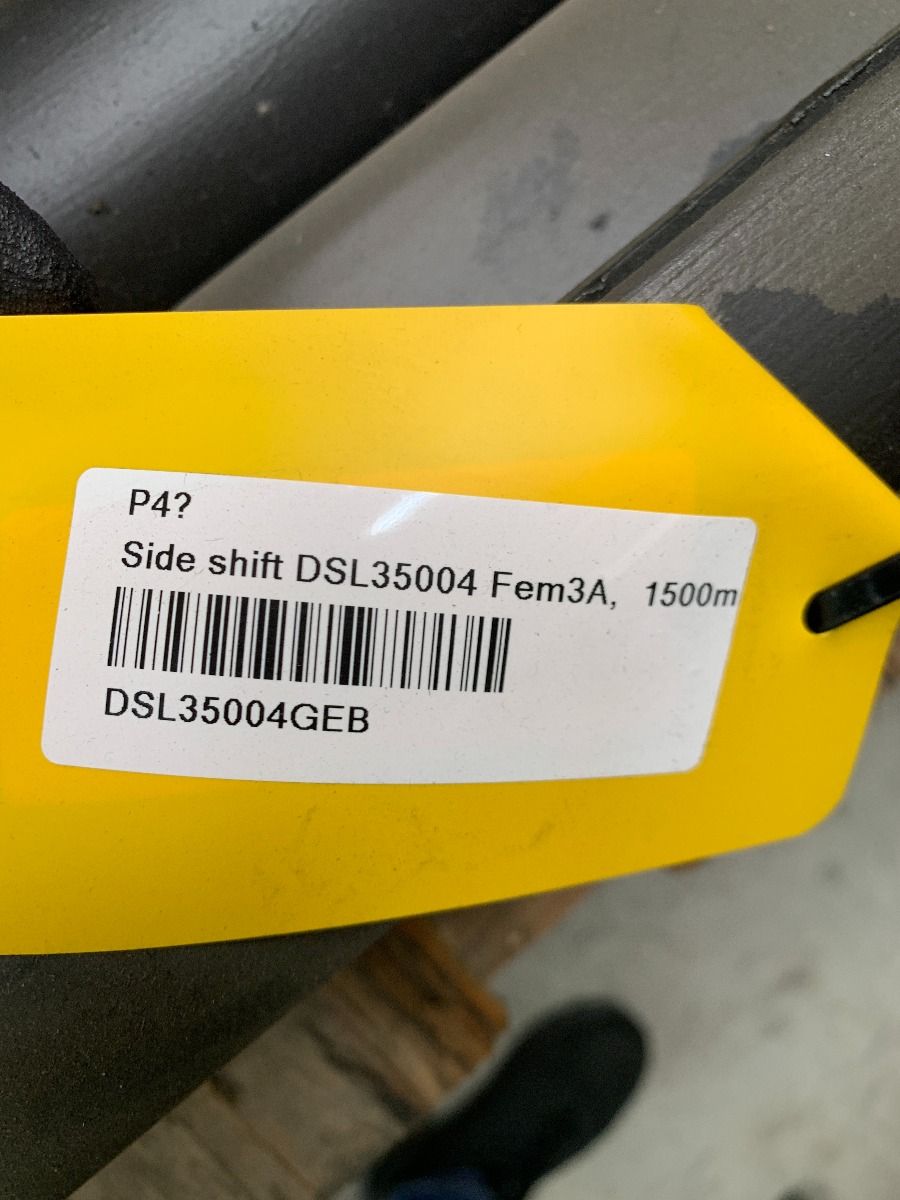 P4?
Side shift DSL35004 Fem3A, 1500m
DSL35004GEB